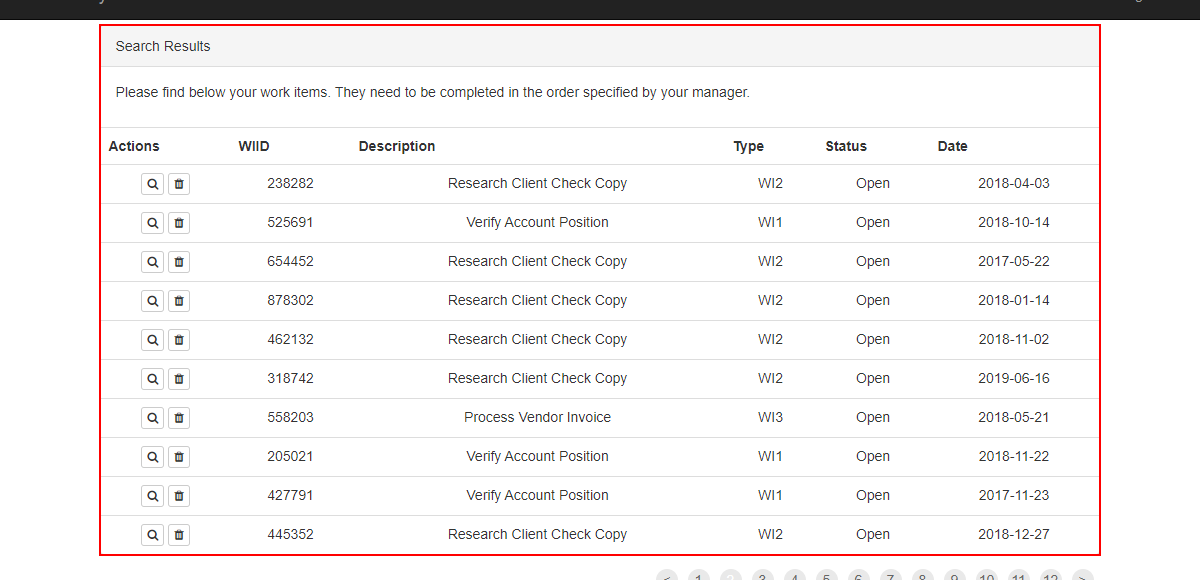 Search Results
Please find below your work items. They need to be completed in the order specified by your manager.
Actions WIID Description Type Status Date
238282 Research Client Check Copy WI2 Open 2018-04-03
525691 Verify Account Position WI1 Open 2018-10-14
654452 Research Client Check Copy WI2 Open 2017-05-22
878302 Research Client Check Copy WI2 Open 2018-01-14
462132 Research Client Check Copy WI2 Open 2018-11-02
318742 Research Client Check Copy WI2 Open 2019-06-16
558203 Process Vendor Invoice WI3 Open 2018-05-21
205021 Verify Account Position WI1 Open 2018-11-22
427791 Verify Account Position WI1 Open 2017-11-23
445352 Research Client Check Copy WI2 Open 2018-12-27
< 1 2 3 4 5 6 7 8 9 10 11 12 >